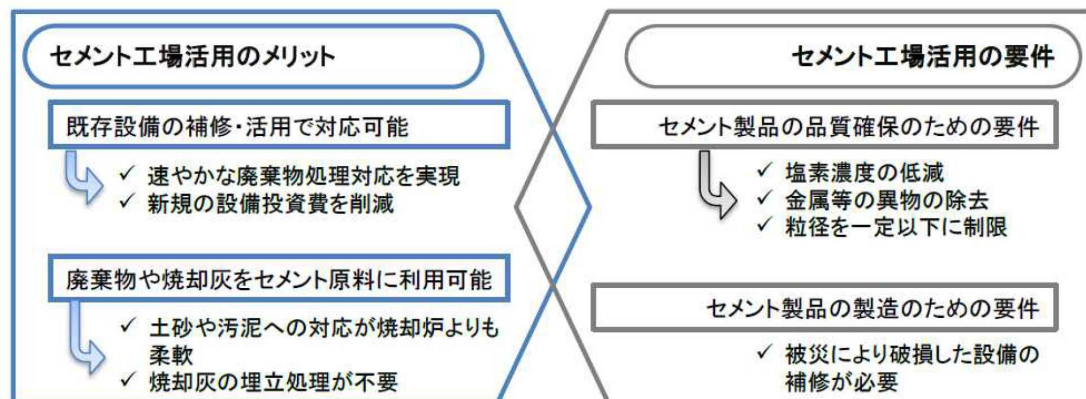 セメント工場活用のメリット
既存設備の補修・活用で対応可能
✓ 速やかな廃棄物処理対応を実現
✓ 新規の設備投資費を削減
廃棄物や焼却灰をセメント原料に利用可能
✓ 土砂や汚泥への対応が焼却炉よりも
柔軟
✓ 焼却灰の埋立処理が不要
セメント工場活用の要件
セメント製品の品質確保のための要件
✓ 塩素濃度の低減
✓ 金属等の異物の除去
✓ 粒径を一定以下に制限
セメント製品の製造のための要件
✓ 被災により破損した設備の
補修が必要